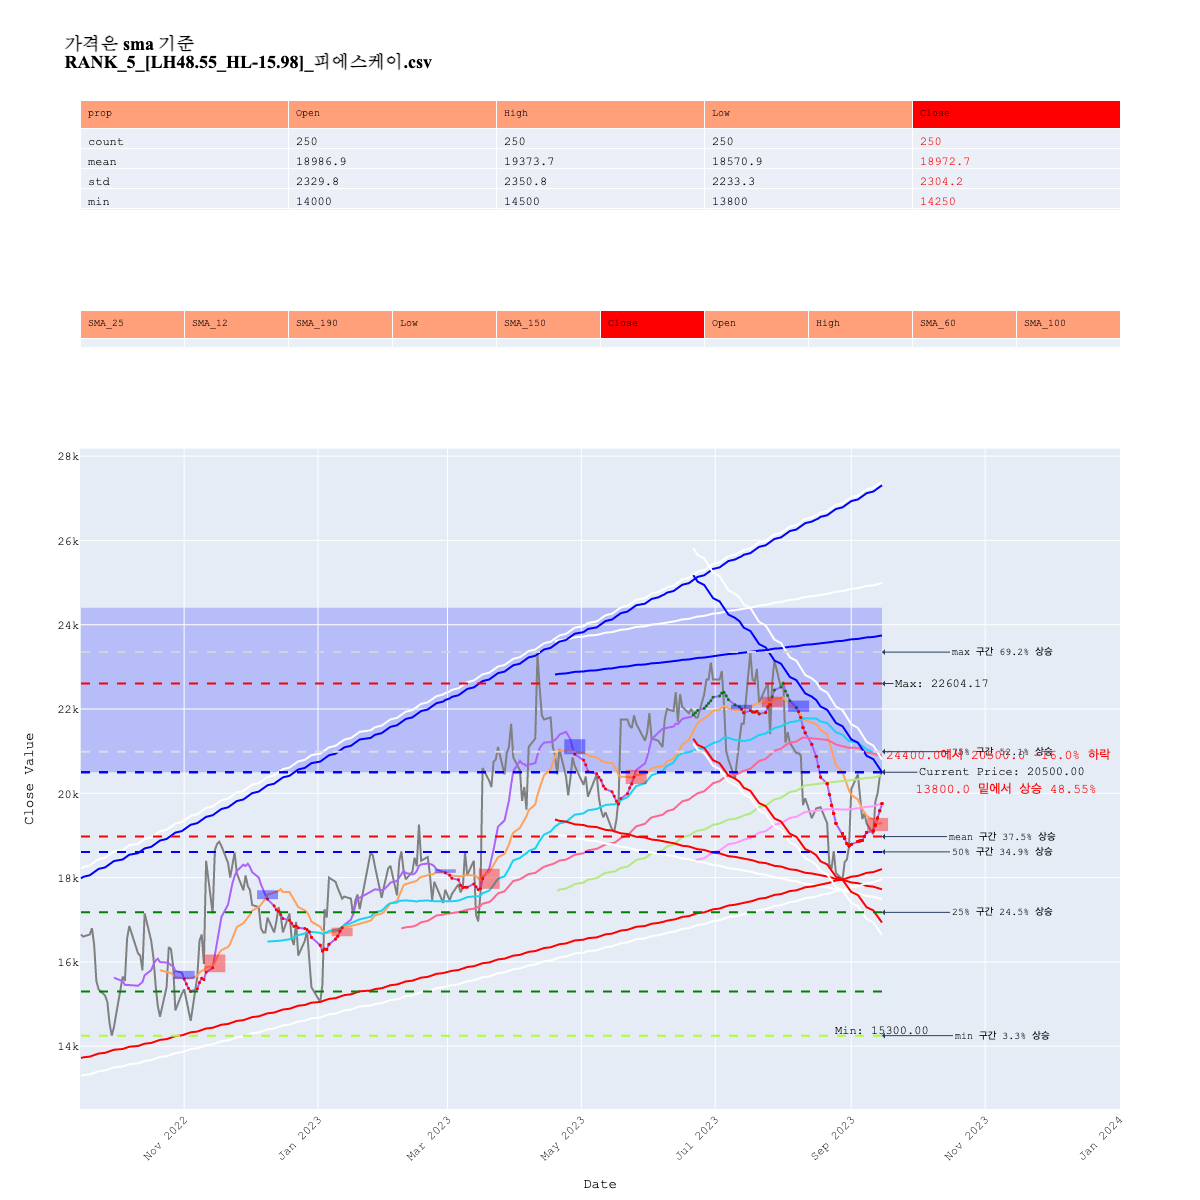 가격은 sma 기준
RANK_5_[LH48.55_HL-15.98]_피에스케이.csv
prop Open High Low Close
count 250 250 250 250
mean 18986.9 19373.7 18570.9 18972.7
std 2329.8 2350.8 2233.3 2304.2
min 14000 14500 13800 14250
SMA_25 SMA_12 SMA_190 Low SMA_150 Close Open High SMA_60 SMA_100
28k
26k
24k
max 구간 69.2% 상승
Max: 22604.17
22k
75% 구간 52.2% 상승
24400.0에서 20500.0 -16.0% 하락
Current Price: 20500.00
20k
13800.0 밑에서 상승 48.55%
mean 구간 37.5% 상승
50% 구간 34.9% 상승
18k
25% 구간 24.5% 상승
16k
Min: 15300.00
min 구간 3.3% 상승
14k
Close Value
Nov 2022 Jan 2023 Mar 2023 May 2023 Jul 2023 Sep 2023 Nov 2023 Jan 2024
Date